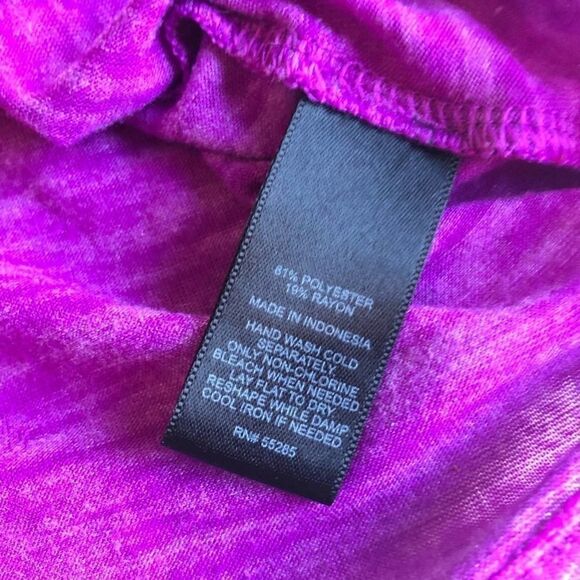 81% POLYESTER
19% RAYON
MADE IN INDONESIA
HAND WASH COLD
SEPARATELY
ONLY NON-CHLORINE
BLEACH WHEN NEEDED
LAY FLAT TO DRY
RESHAPE WHILE DAMP
COOL IRON IF NEEDED
RN# 55285